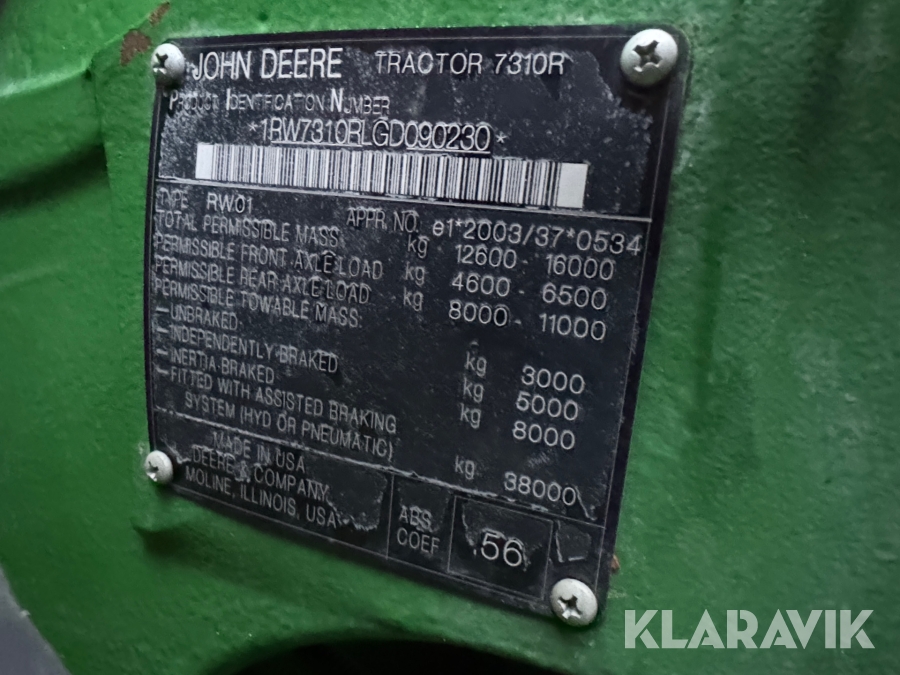 JOHN DEERE TRACTOR 7310R
PRODUCT IDENTIFICATION NUMBER
*1RW7310RLGD090230*
TYPE RW01 APPR. NO. e1*2003/37*0534
TOTAL PERMISSIBLE MASS kg 12600 - 16000
PERMISSIBLE FRONT AXLE LOAD kg 4600 - 6500
PERMISSIBLE REAR AXLE LOAD kg 8000 - 11000
PERMISSIBLE TOWABLE MASS:
—UNBRAKED kg 3000
—INDEPENDENTLY BRAKED kg 5000
—INERTIA BRAKED 8000
—FITTED WITH ASSISTED BRAKING
SYSTEM (HYD OR PNEUMATIC) kg 38000
MADE IN USA
DEERE & COMPANY
MOLINE, ILLINOIS, USA
ABS.
COEF .56
KLARAVIK